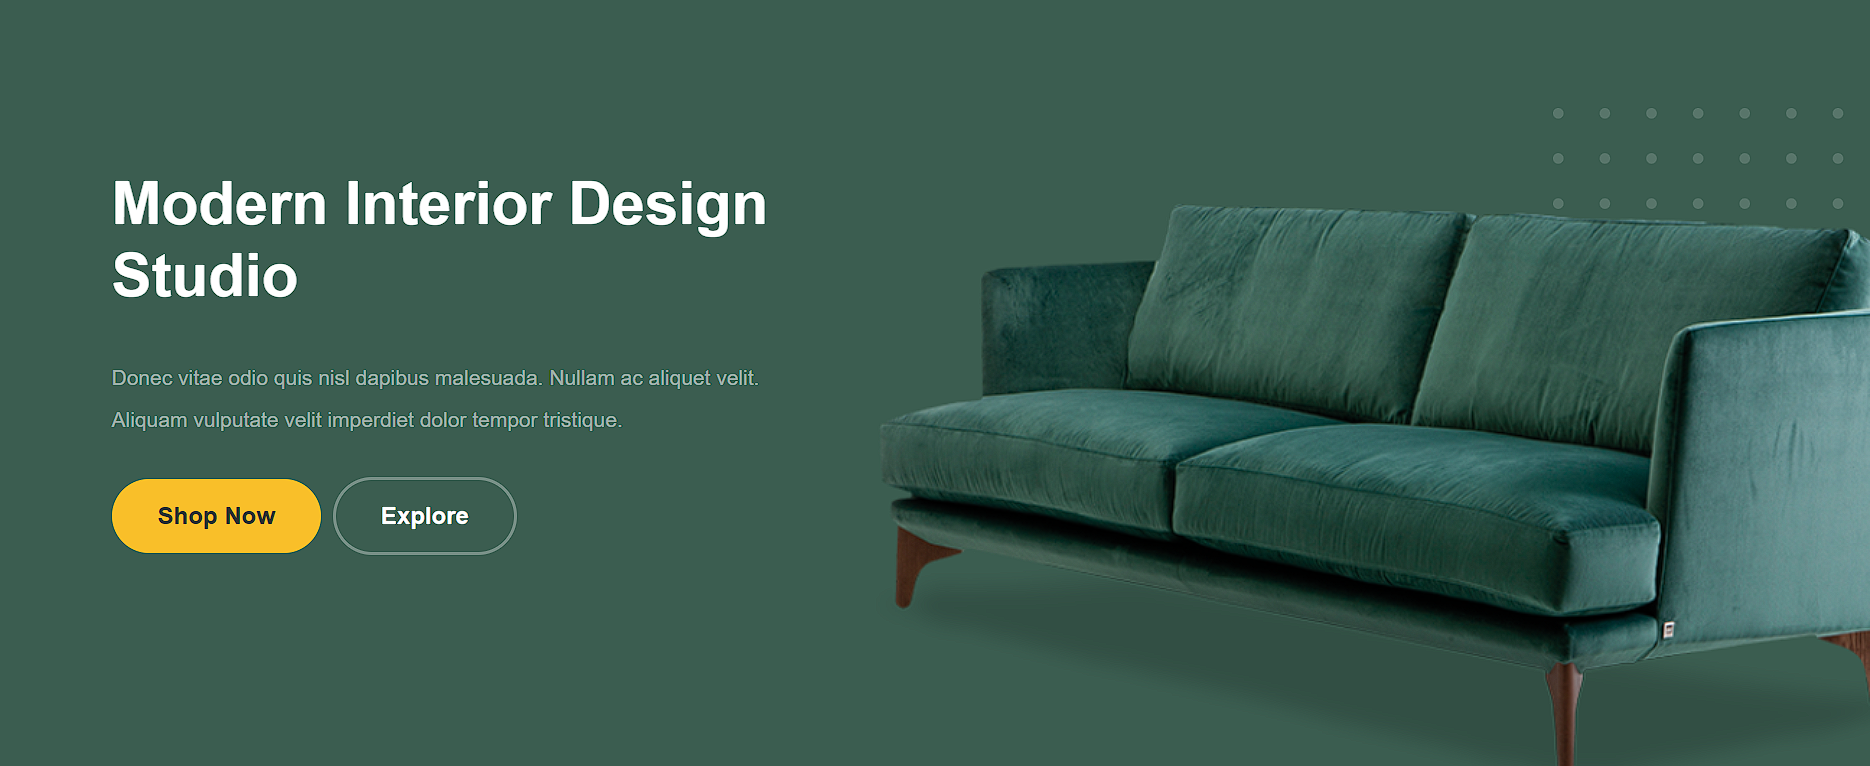 Modern Interior Design
Studio
Donec vitae odio quis nisl dapibus malesuada. Nullam ac aliquet velit.
Aliquam vulputate velit imperdiet dolor tempor tristique.
Shop Now
Explore